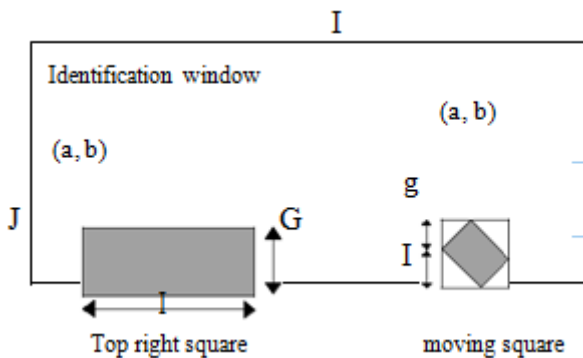 I
Identification window
(a, b)
(a, b)
g
J
G
I
I
Top right square
moving square